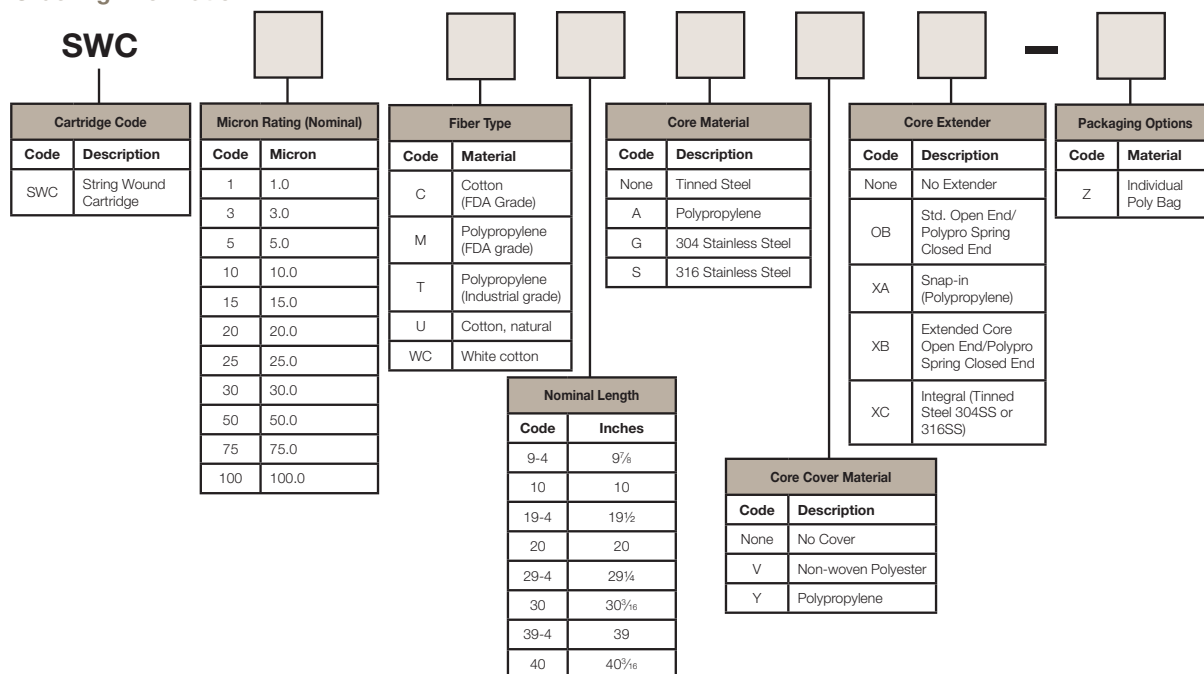 SWC
Cartridge Code
Code Description
SWC String Wound
Cartridge
Micron Rating (Nominal)
Code Micron
1 1.0
3 3.0
5 5.0
10 10.0
15 15.0
20 20.0
25 25.0
30 30.0
50 50.0
75 75.0
100 100.0
Fiber Type
Code Material
C Cotton
(FDA Grade)
M Polypropylene
(FDA grade)
T Polypropylene
(Industrial grade)
U Cotton, natural
WC White cotton
Nominal Length
Code Inches
9-4 9⅞
10 10
19-4 19½
20 20
29-4 29¼
30 30³⁄₁₆
39-4 39
40 40³⁄₁₆
Core Material
Code Description
None Tinned Steel
A Polypropylene
G 304 Stainless Steel
S 316 Stainless Steel
Core Cover Material
Code Description
None No Cover
V Non-woven Polyester
Y Polypropylene
Core Extender
Code Description
None No Extender
OB Std. Open End/
Polypro Spring
Closed End
XA Snap-in
(Polypropylene)
XB Extended Core
Open End/Polypro
Spring Closed End
XC Integral (Tinned
Steel 304SS or
316SS)
–
Packaging Options
Code Material
Z Individual
Poly Bag